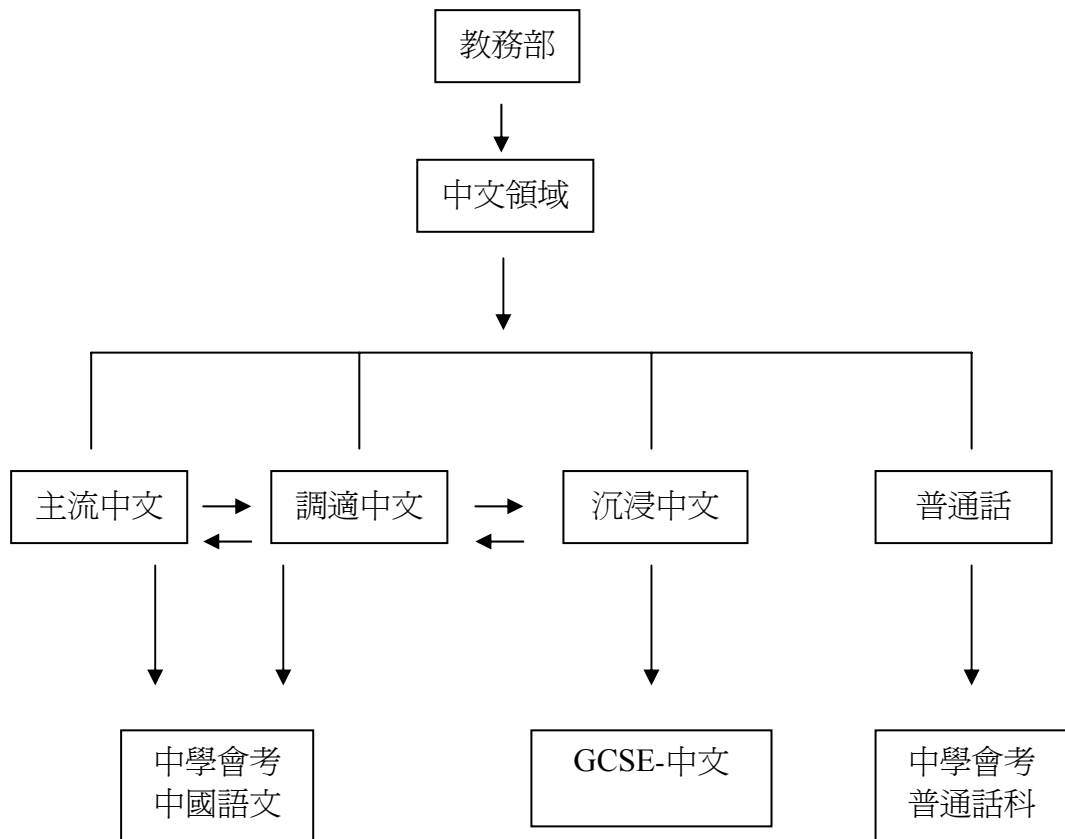 教務部
中文領域
主流中文
調適中文
沉浸中文
普通話
中學會考
中國語文
GCSE-中文
中學會考
普通話科